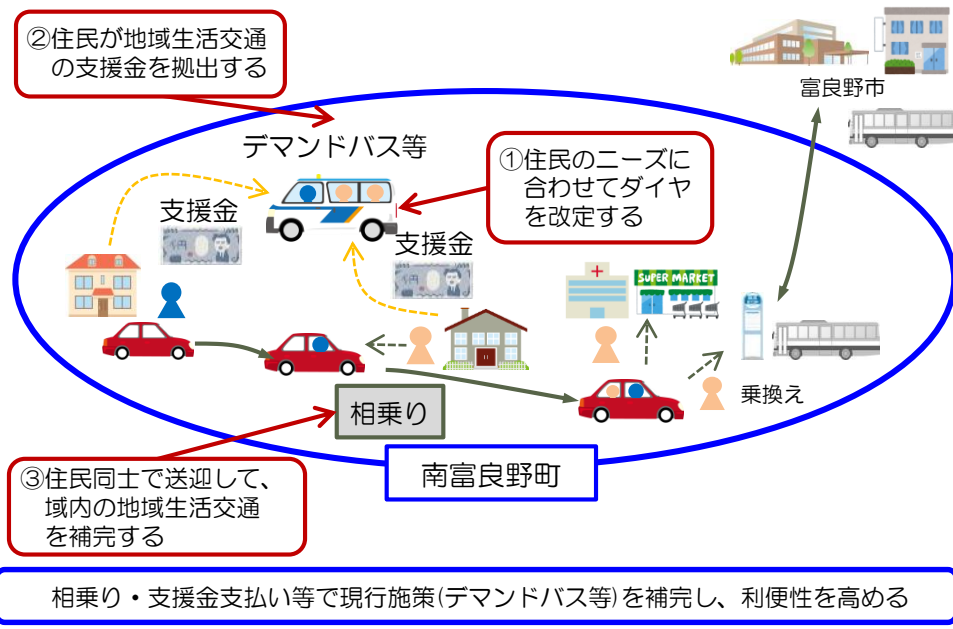 ②住民が地域生活交通
の支援金を拠出する
富良野市
デマンドバス等
①住民のニーズに
合わせてダイヤ
を改定する
支援金
支援金
SUPER MARKET
乗換え
相乗り
南富良野町
③住民同士で送迎して、
域内の地域生活交通
を補完する
相乗り・支援金支払い等で現行施策(デマンドバス等)を補完し、利便性を高める